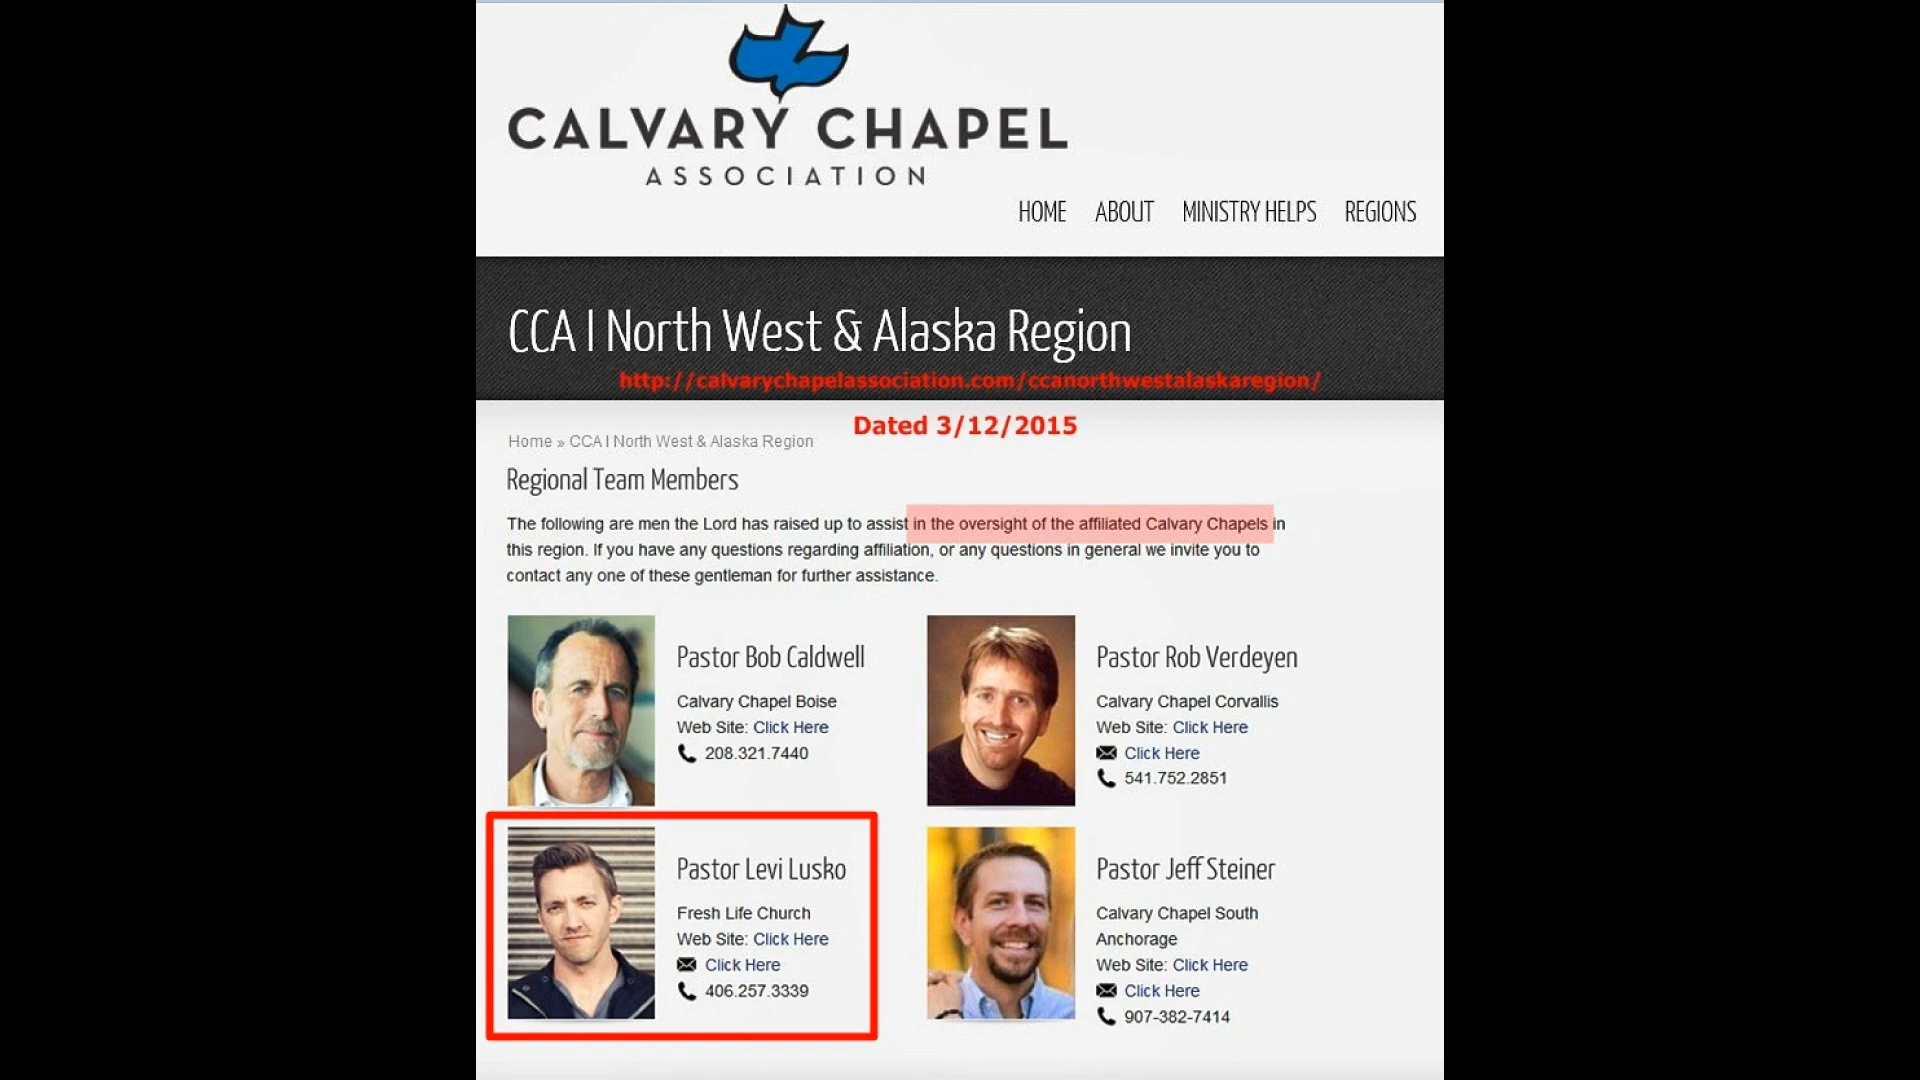 CALVARY CHAPEL
ASSOCIATION
HOME ABOUT MINISTRY HELPS REGIONS
CCA | North West & Alaska Region
http://calvarychapelassociation.com/ccanorthwestalaskaregion/
Dated 3/12/2015
Home » CCA | North West & Alaska Region
Regional Team Members
The following are men the Lord has raised up to assist in the oversight of the affiliated Calvary Chapels in
this region. If you have any questions regarding affiliation, or any questions in general we invite you to
contact any one of these gentleman for further assistance.
Pastor Bob Caldwell
Calvary Chapel Boise
Web Site: Click Here
208.321.7440
Pastor Rob Verdeyen
Calvary Chapel Corvallis
Web Site: Click Here
Click Here
541.752.2851
Pastor Levi Lusko
Fresh Life Church
Web Site: Click Here
Click Here
406.257.3339
Pastor Jeff Steiner
Calvary Chapel South
Anchorage
Web Site: Click Here
Click Here
907-382-7414